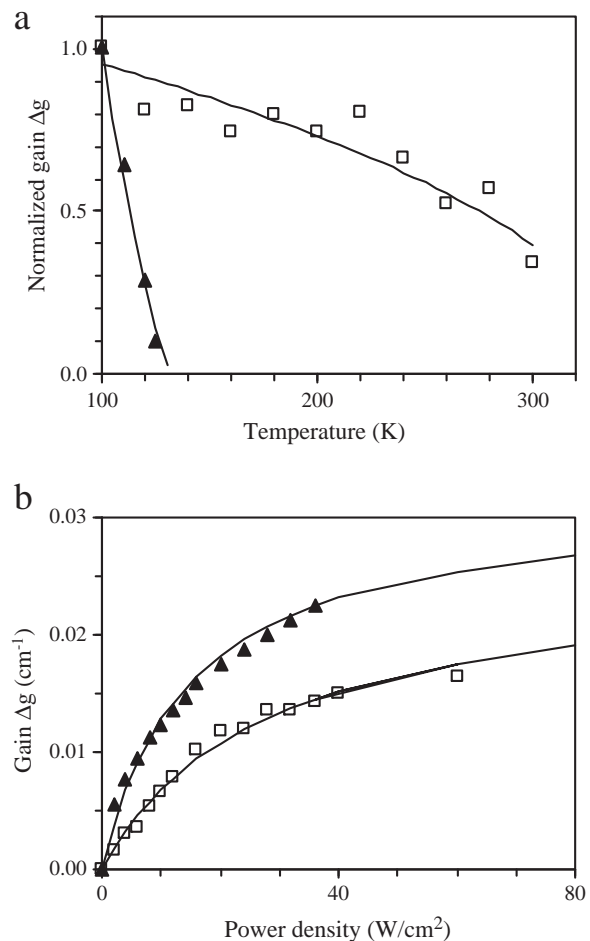 a
1.0
0.5
0.0
Normalized gain Δg
100
200
300
Temperature (K)
b
0.03
0.02
0.01
0.00
Gain Δg (cm⁻¹)
0
40
80
Power density (W/cm²)